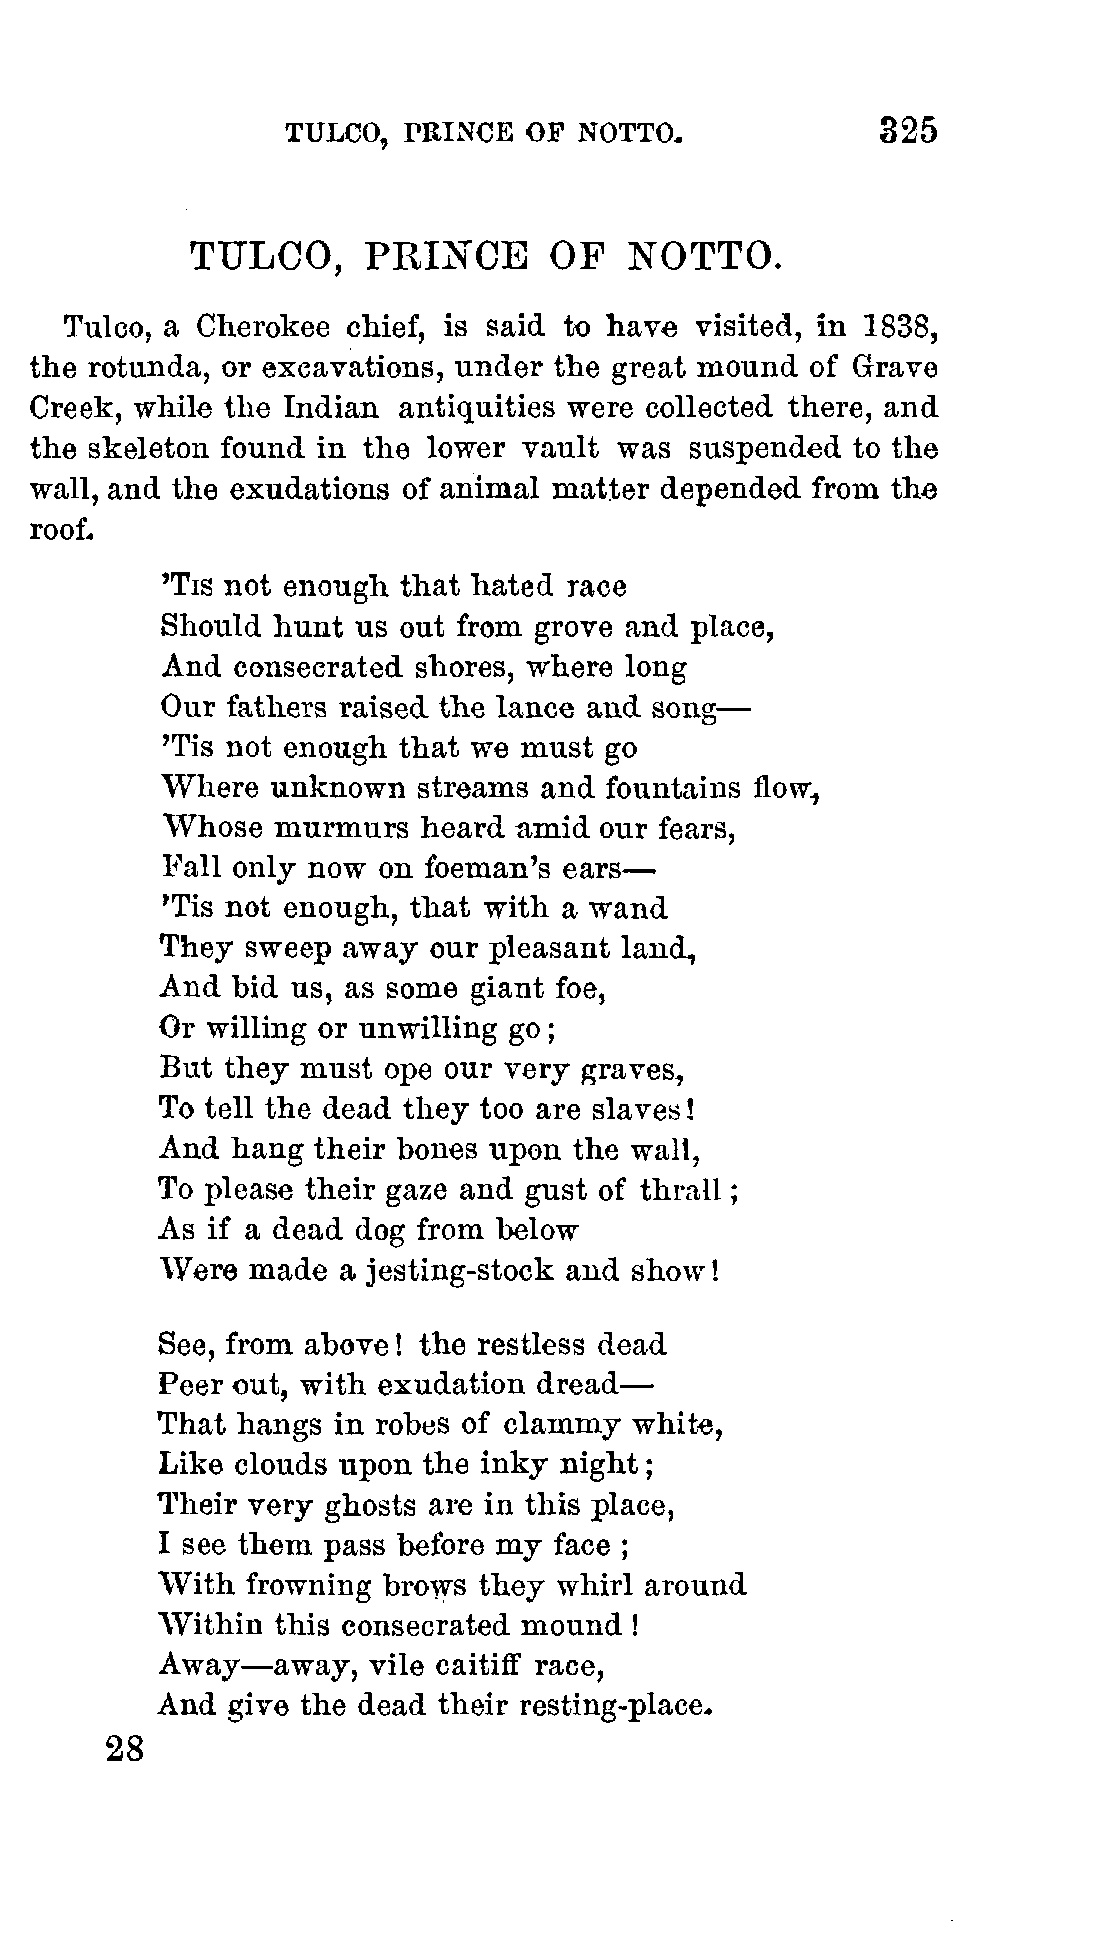 TULCO, PRINCE OF NOTTO. 325
TULCO, PRINCE OF NOTTO.
Tulco, a Cherokee chief, is said to have visited, in 1838,
the rotunda, or excavations, under the great mound of Grave
Creek, while the Indian antiquities were collected there, and
the skeleton found in the lower vault was suspended to the
wall, and the exudations of animal matter depended from the
roof.
’Tis not enough that hated race
Should hunt us out from grove and place,
And consecrated shores, where long
Our fathers raised the lance and song—
’Tis not enough that we must go
Where unknown streams and fountains flow,
Whose murmurs heard amid our fears,
Fall only now on foeman’s ears—
’Tis not enough, that with a wand
They sweep away our pleasant land,
And bid us, as some giant foe,
Or willing or unwilling go;
But they must ope our very graves,
To tell the dead they too are slaves!
And hang their bones upon the wall,
To please their gaze and gust of thrall;
As if a dead dog from below
Were made a jesting-stock and show!
See, from above! the restless dead
Peer out, with exudation dread—
That hangs in robes of clammy white,
Like clouds upon the inky night;
Their very ghosts are in this place,
I see them pass before my face;
With frowning brows they whirl around
Within this consecrated mound!
Away—away, vile caitiff race,
And give the dead their resting-place.
28